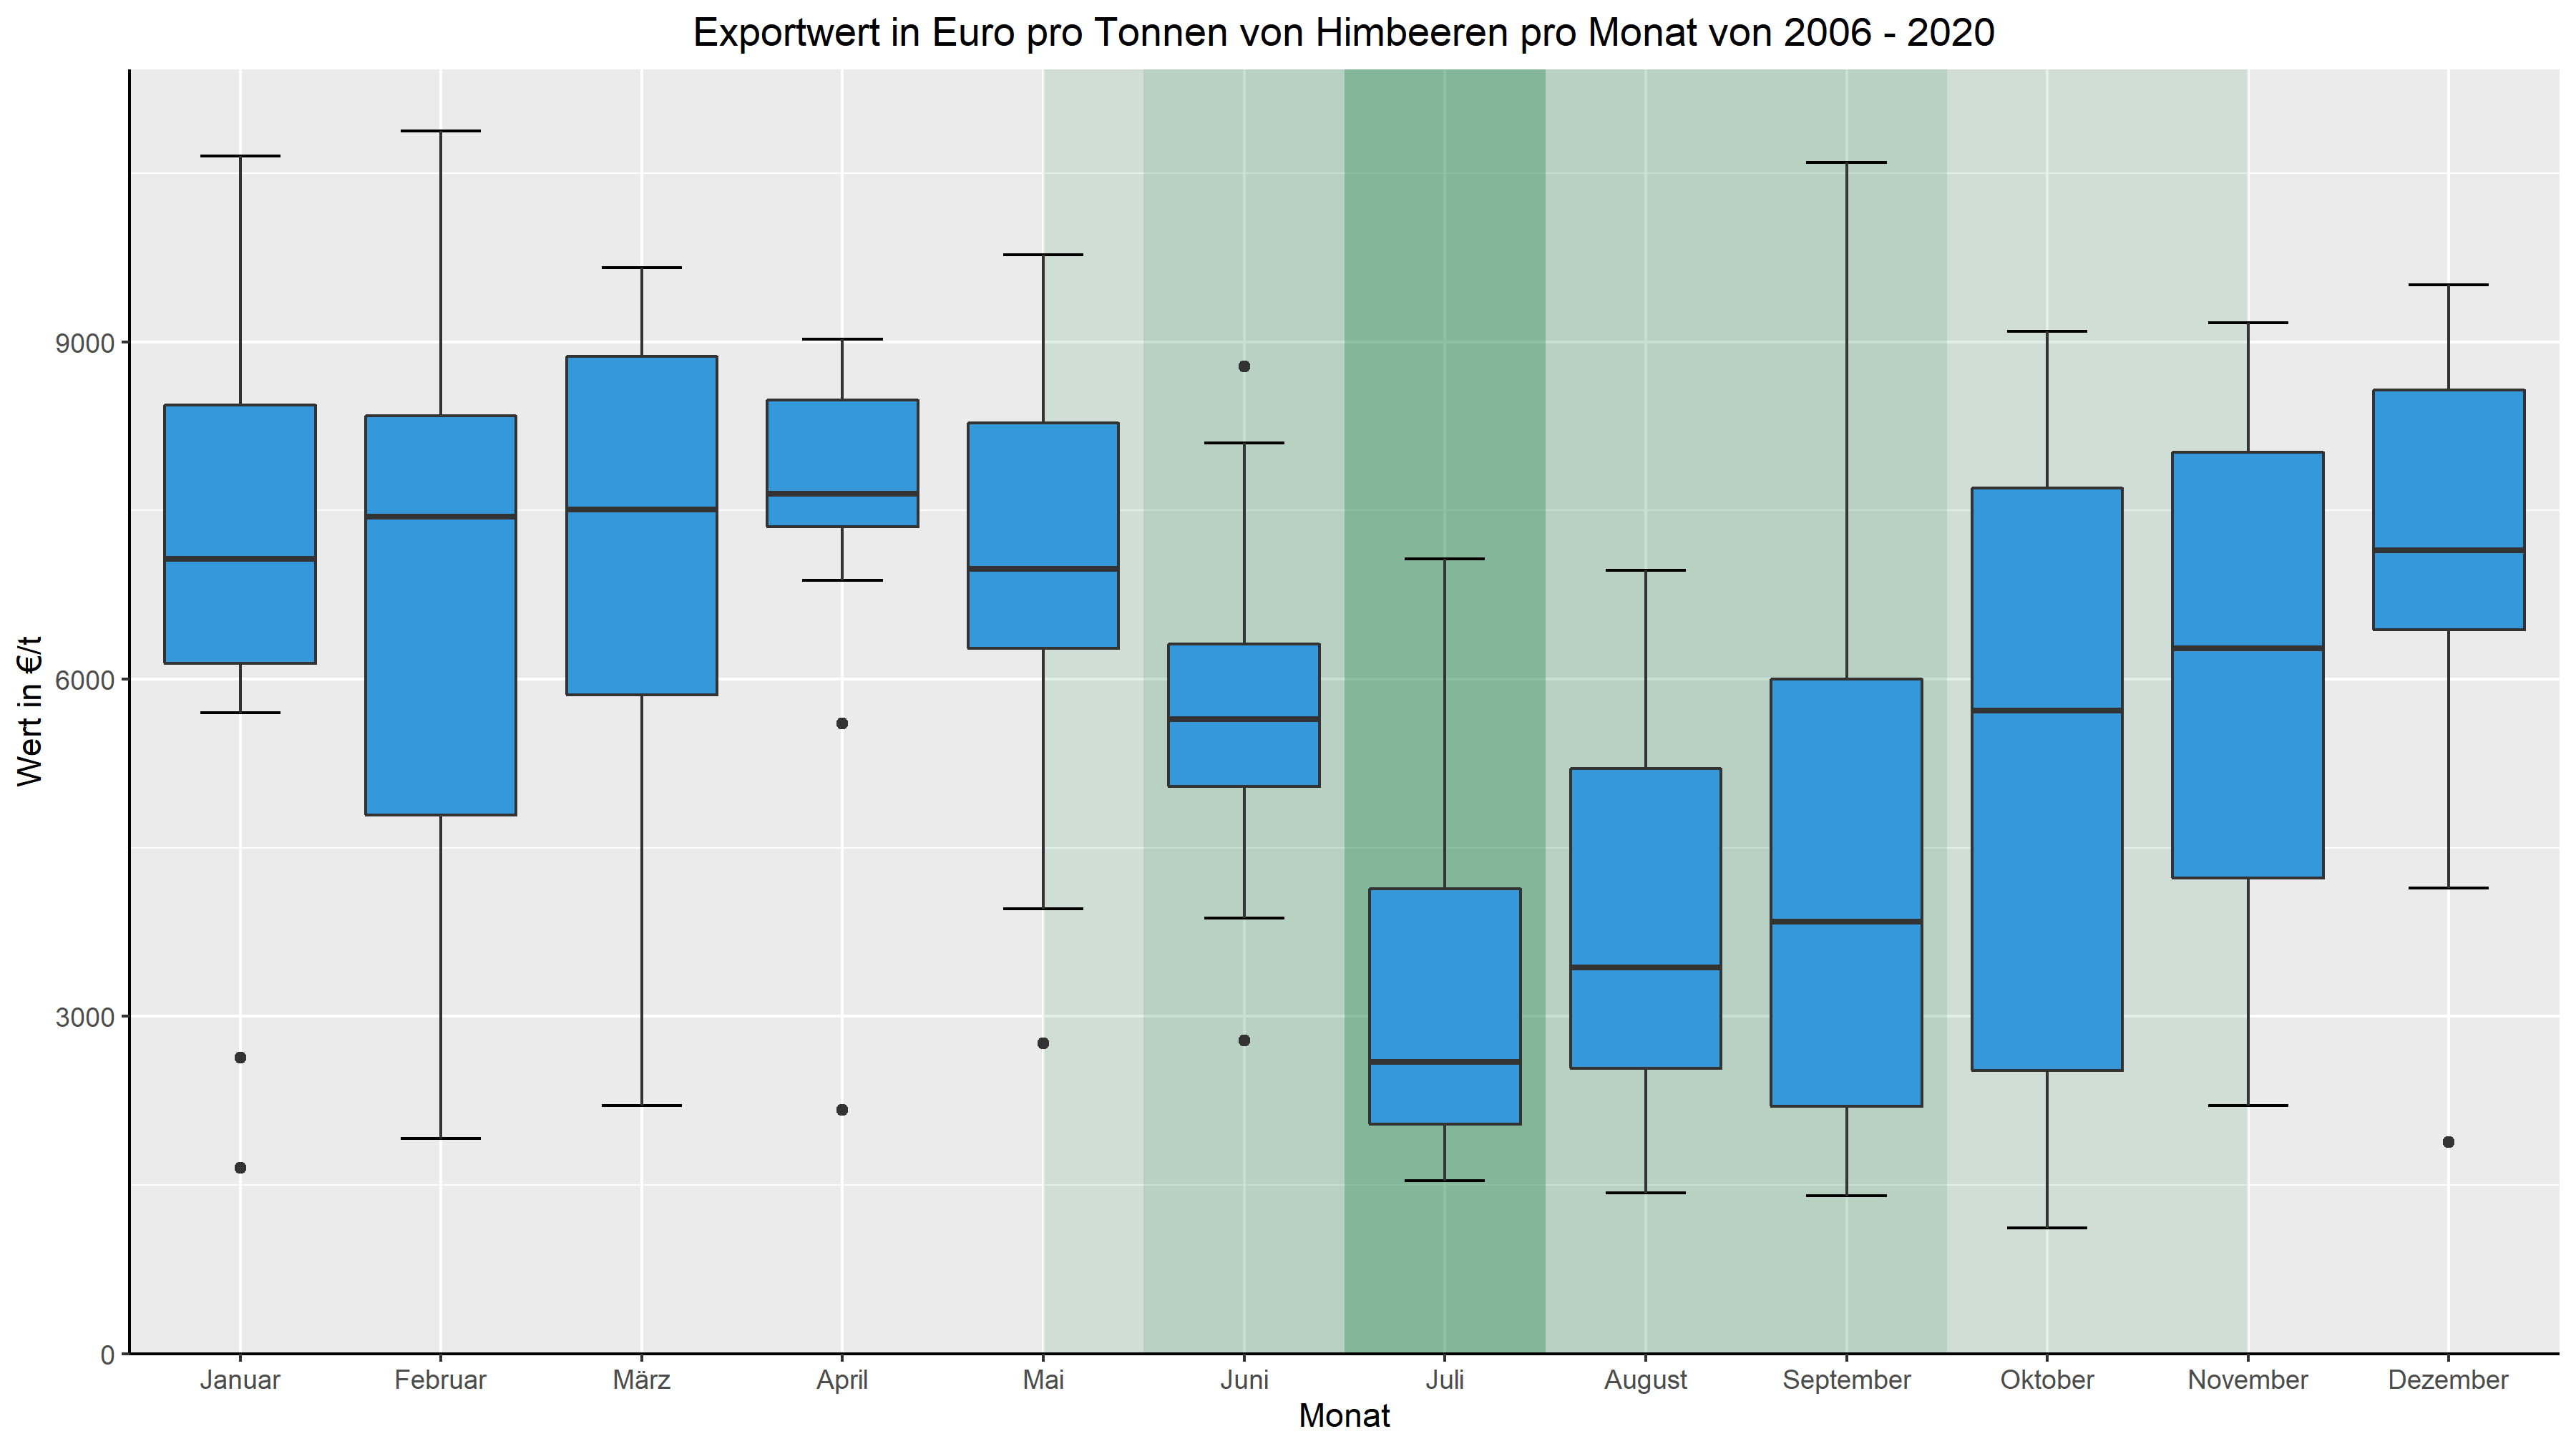 Exportwert in Euro pro Tonnen von Himbeeren pro Monat von 2006 - 2020
Wert in €/t
9000
6000
3000
0
Januar Februar März April Mai Juni Juli August September Oktober November Dezember
Monat